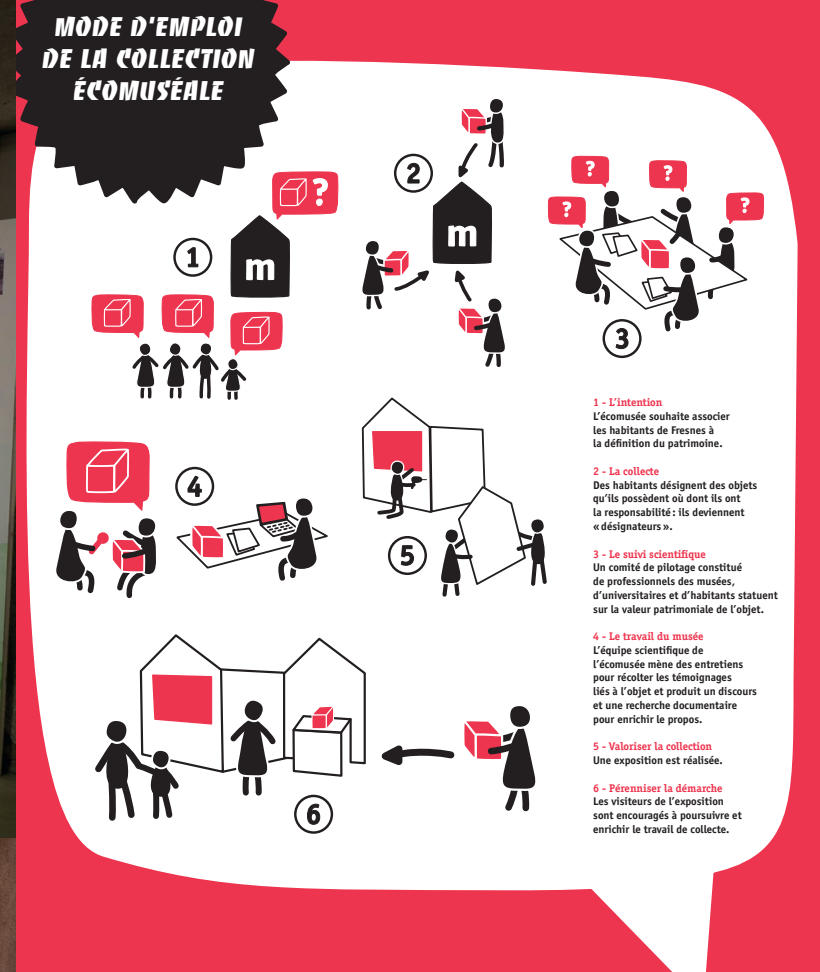 MODE D'EMPLOI
DE LA COLLECTION
ÉCOMUSÉALE
?
1
m
2
m
?
?
?
?
3
4
5
6
1 - L'intention
L'écomusée souhaite associer
les habitants de Fresnes à
la définition du patrimoine.
2 - La collecte
Des habitants désignent des objets
qu'ils possèdent où dont ils ont
la responsabilité : ils deviennent
« désignateurs ».
3 - Le suivi scientifique
Un comité de pilotage constitué
de professionnels des musées,
d'universitaires et d'habitants statuent
sur la valeur patrimoniale de l'objet.
4 - Le travail du musée
L'équipe scientifique de
l'écomusée mène des entretiens
pour récolter les témoignages
liés à l'objet et produit un discours
et une recherche documentaire
pour enrichir le propos.
5 - Valoriser la collection
Une exposition est réalisée.
6 - Pérenniser la démarche
Les visiteurs de l'exposition
sont encouragés à poursuivre et
enrichir le travail de collecte.